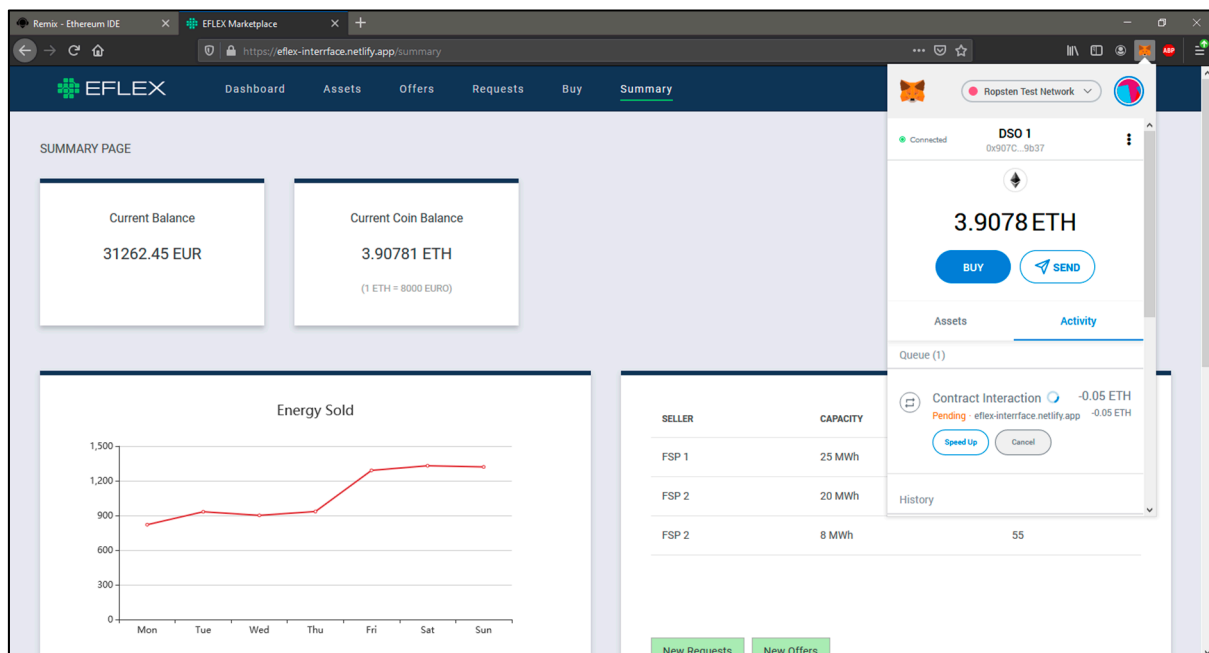 Remix - Ethereum IDE
EFLEX Marketplace
https://eflex-interrface.netlify.app/summary
ABP
EFLEX
Dashboard
Assets
Offers
Requests
Buy
Summary
SUMMARY PAGE
Current Balance
31262.45 EUR
Current Coin Balance
3.90781 ETH
(1 ETH = 8000 EURO)
Energy Sold
1,500
1,200
900
600
300
0
Mon Tue Wed Thu Fri Sat Sun
SELLER CAPACITY
FSP 1 25 MWh
FSP 2 20 MWh
FSP 2 8 MWh 55
New Requests
New Offers
Ropsten Test Network
Connected
DSO 1
0x907C...9b37
3.9078 ETH
BUY
SEND
Assets
Activity
Queue (1)
Contract Interaction -0.05 ETH
Pending · eflex-interrface.netlify.app -0.05 ETH
Speed Up
Cancel
History